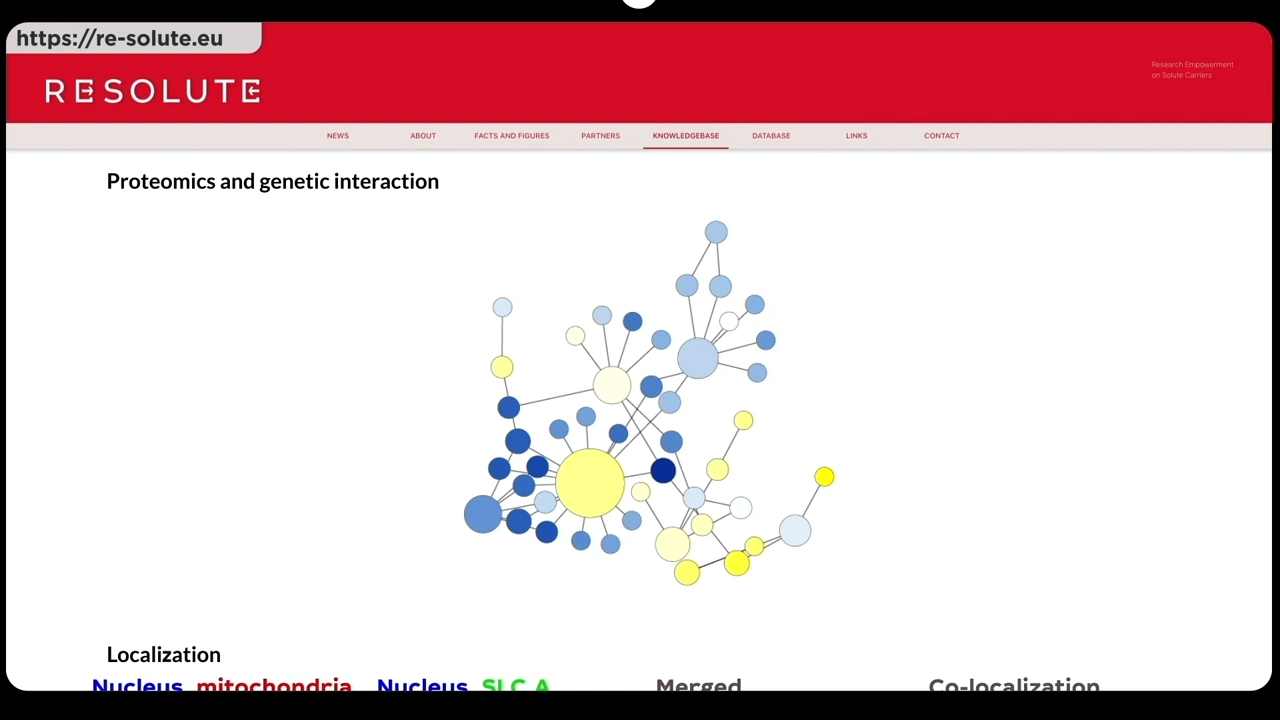 https://re-solute.eu
RESOLUTE
Research Empowerment
on Solute Carriers
NEWS ABOUT FACTS AND FIGURES PARTNERS KNOWLEDGEBASE DATABASE LINKS CONTACT
Proteomics and genetic interaction
Localization
Nucleus mitochondria Nucleus SLC A Merged Co-localization